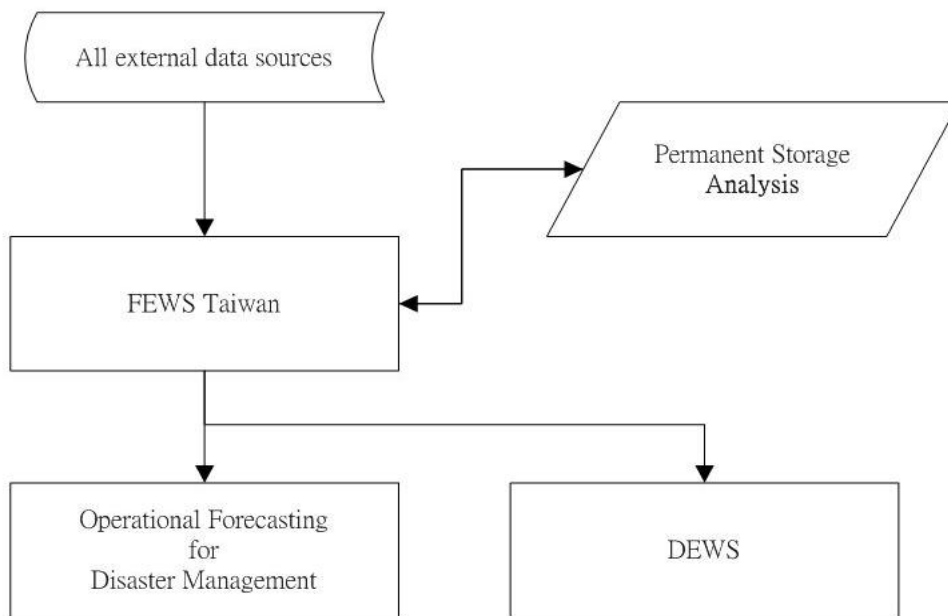 All external data sources
Permanent Storage
Analysis
FEWS Taiwan
Operational Forecasting
for
Disaster Management
DEWS